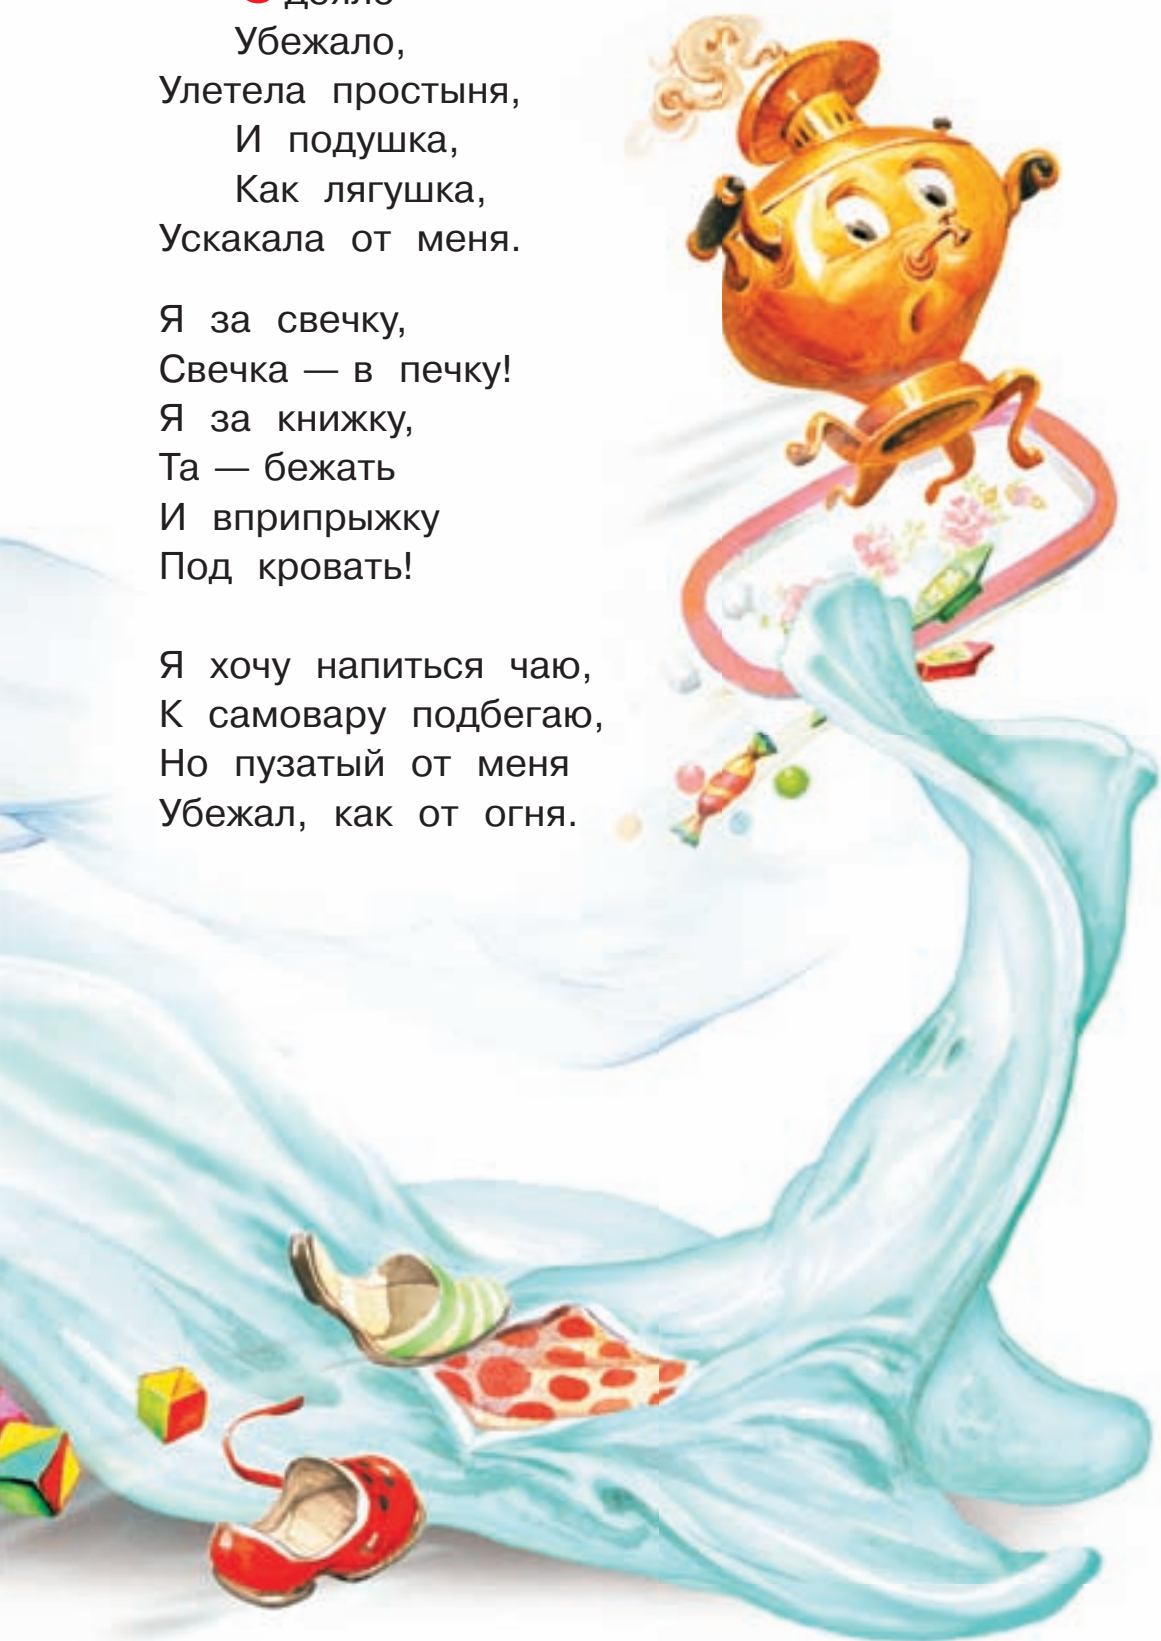 Убежало,
Улетела простыня,
И подушка,
Как лягушка,
Ускакала от меня.
Я за свечку,
Свечка — в печку!
Я за книжку,
Та — бежать
И вприпрыжку
Под кровать!
Я хочу напиться чаю,
К самовару подбегаю,
Но пузатый от меня
Убежал, как от огня.